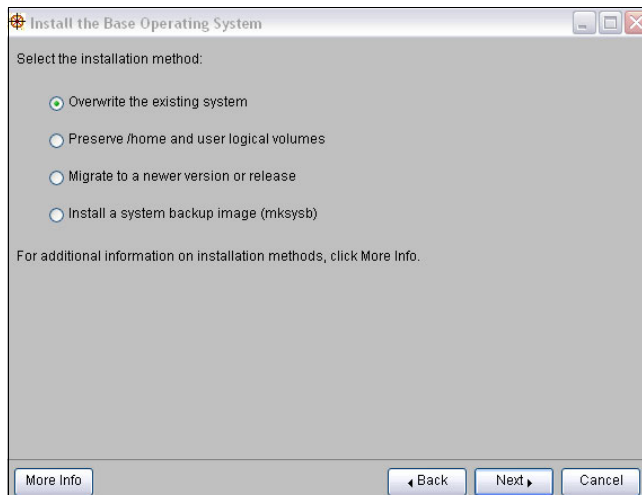 Install the Base Operating System
Select the installation method:
Overwrite the existing system
Preserve /home and user logical volumes
Migrate to a newer version or release
Install a system backup image (mksysb)
For additional information on installation methods, click More Info.
More Info
Back
Next
Cancel